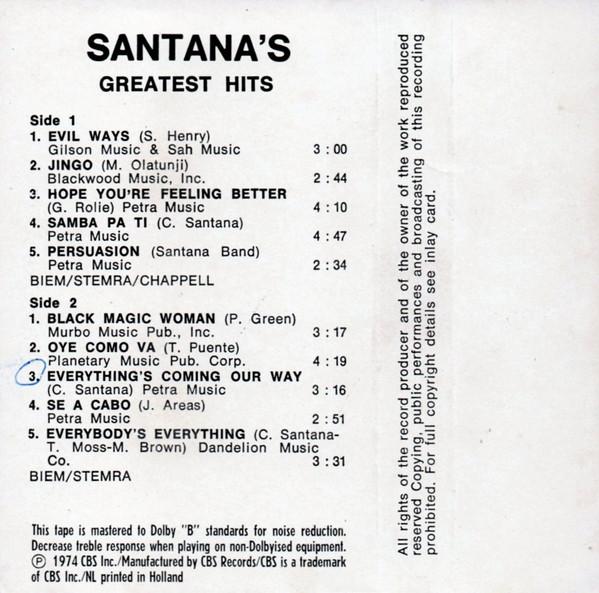 SANTANA'S
GREATEST HITS
Side 1
1. EVIL WAYS (S. Henry)
Gilson Music & Sah Music 3 : 00
2. JINGO (M. Olatunji)
Blackwood Music, Inc. 2 : 44
3. HOPE YOU'RE FEELING BETTER
(G. Rolie) Petra Music 4 : 10
4. SAMBA PA TI (C. Santana)
Petra Music 4 : 47
5. PERSUASION (Santana Band)
Petra Music 2 : 34
BIEM/STEMRA/CHAPPELL
Side 2
1. BLACK MAGIC WOMAN (P. Green)
Murbo Music Pub., Inc. 3 : 17
2. OYE COMO VA (T. Puente)
Planetary Music Pub. Corp. 4 : 19
3. EVERYTHING'S COMING OUR WAY
(C. Santana) Petra Music 3 : 16
4. SE A CABO (J. Areas)
Petra Music 2 : 51
5. EVERYBODY'S EVERYTHING (C. Santana-
T. Moss-M. Brown) Dandelion Music
Co. 3 : 31
BIEM/STEMRA
This tape is mastered to Dolby "B" standards for noise reduction.
Decrease treble response when playing on non-Dolbyised equipment.
Ⓟ 1974 CBS Inc./Manufactured by CBS Records/CBS is a trademark
of CBS Inc./NL printed in Holland
All rights of the record producer and of the owner of the work reproduced
reserved Copying, public performances and broadcasting of this recording
prohibited. For full copyright details see inlay card.